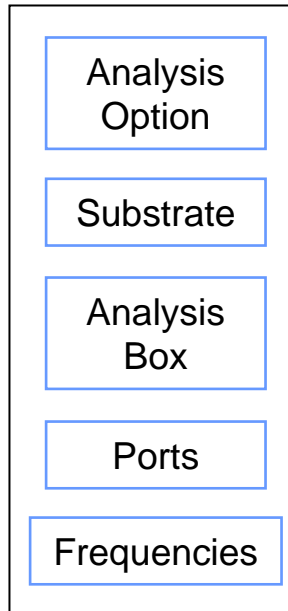 Analysis
Option
Substrate
Analysis
Box
Ports
Frequencies